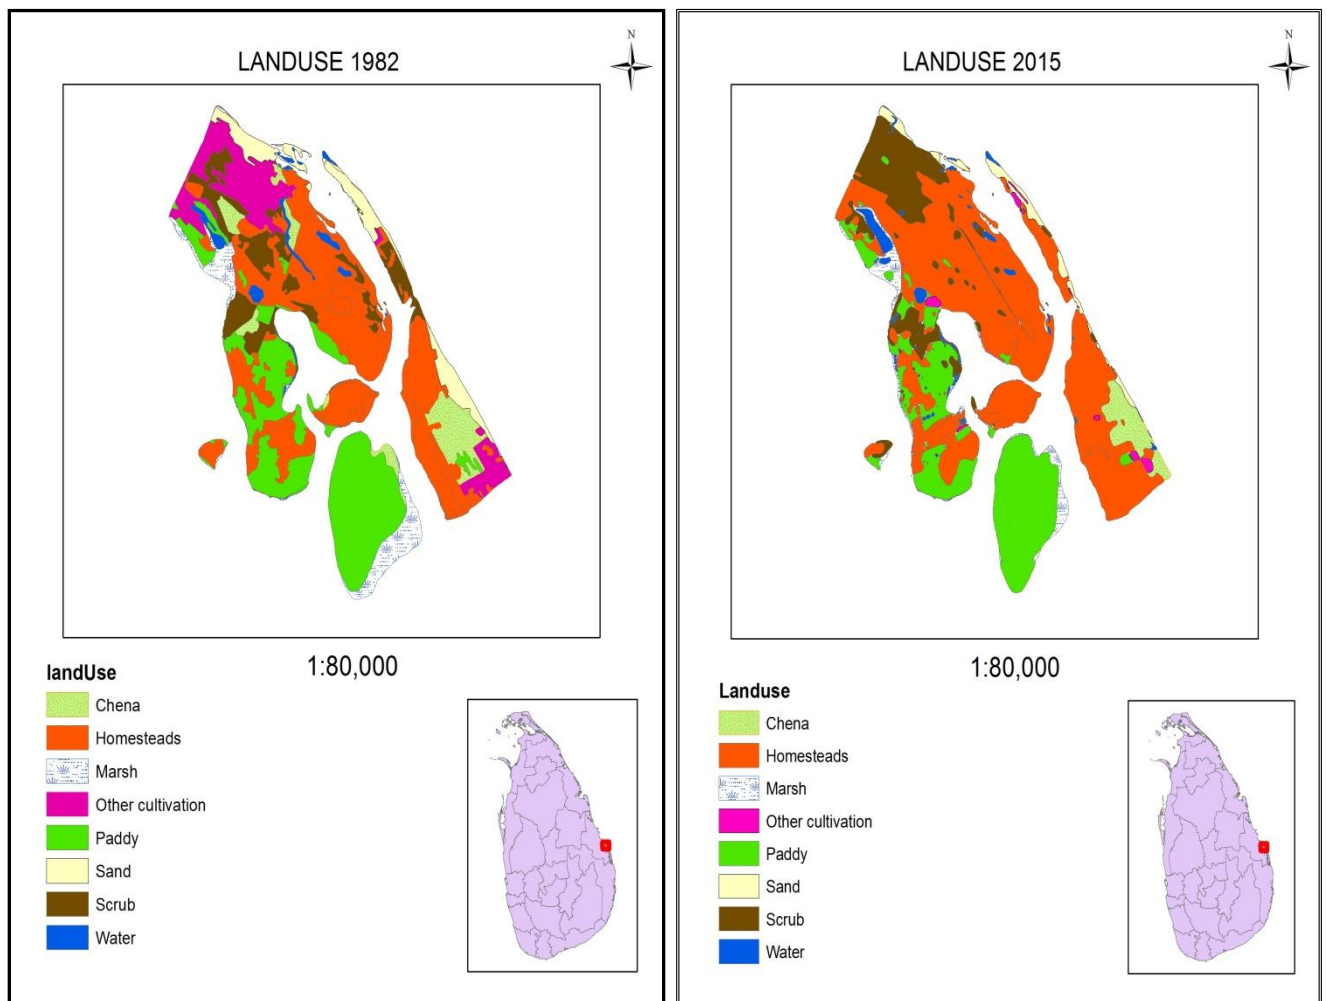 N
LANDUSE 1982
1:80,000
landUse
Chena
Homesteads
Marsh
Other cultivation
Paddy
Sand
Scrub
Water
N
LANDUSE 2015
1:80,000
Landuse
Chena
Homesteads
Marsh
Other cultivation
Paddy
Sand
Scrub
Water